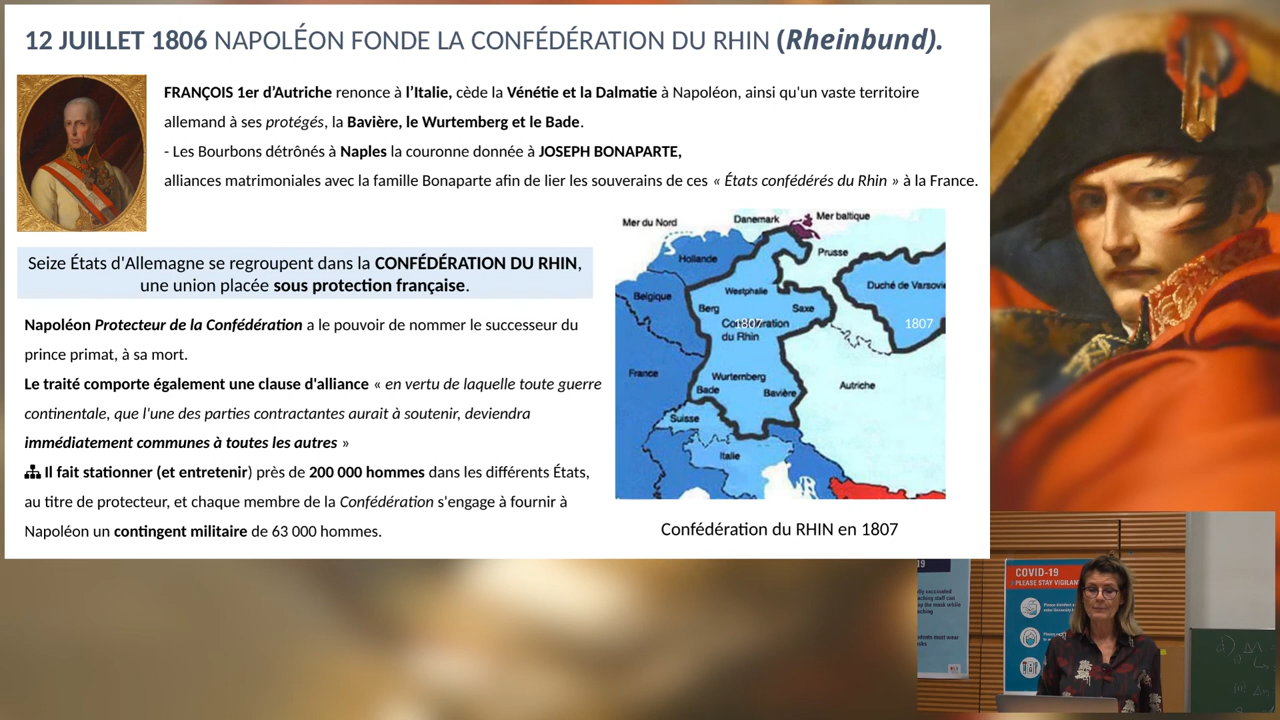 12 JUILLET 1806 NAPOLÉON FONDE LA CONFÉDÉRATION DU RHIN (Rheinbund).
FRANÇOIS 1er d'Autriche renonce à l'Italie, cède la Vénétie et la Dalmatie à Napoléon, ainsi qu'un vaste territoire
allemand à ses protégés, la Bavière, le Wurtemberg et le Bade.
- Les Bourbons détrônés à Naples la couronne donnée à JOSEPH BONAPARTE,
alliances matrimoniales avec la famille Bonaparte afin de lier les souverains de ces « États confédérés du Rhin » à la France.
Seize États d'Allemagne se regroupent dans la CONFÉDÉRATION DU RHIN,
une union placée sous protection française.
Napoléon Protecteur de la Confédération a le pouvoir de nommer le successeur du
prince primat, à sa mort.
Le traité comporte également une clause d'alliance « en vertu de laquelle toute guerre
continentale, que l'une des parties contractantes aurait à soutenir, deviendra
immédiatement communes à toutes les autres »
Il fait stationner (et entretenir) près de 200 000 hommes dans les différents États,
au titre de protecteur, et chaque membre de la Confédération s'engage à fournir à
Napoléon un contingent militaire de 63 000 hommes.
Mer du Nord
Danemark
Mer baltique
Prusse
Hollande
Duché de Varsovie
Westphalie
Belgique
Berg
Saxe
1807
1807
Confédération
du Rhin
France
Wurtemberg
Autriche
Bade
Bavière
Suisse
Italie
Confédération du RHIN en 1807
19
COVID-19
PLEASE STAY VIGILAN